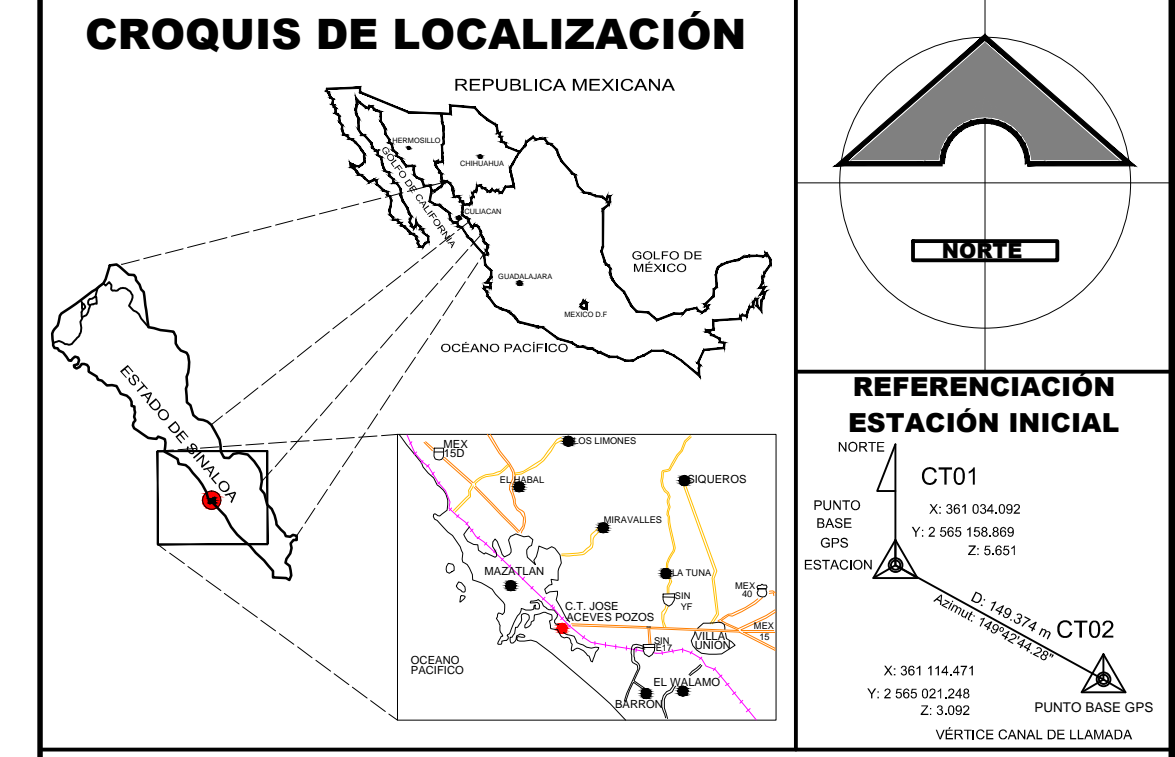 CROQUIS DE LOCALIZACIÓN
REPUBLICA MEXICANA
HERMOSILLO
CHIHUAHUA
GOLFO DE CALIFORNIA
CULIACAN
GUADALAJARA
MEXICO D.F
GOLFO DE
MÉXICO
OCÉANO PACÍFICO
ESTADO DE SINALOA
MEX
15D
LOS LIMONES
EL HABAL
SIQUEROS
MIRAVALLES
MAZATLAN
LA TUNA
MEX
40
SIN
YF
C.T. JOSE
ACEVES POZOS
MEX
15
VILLA
UNION
SIN
E17
OCEANO
PACIFICO
EL WALAMO
BARRON
NORTE
REFERENCIACIÓN
ESTACIÓN INICIAL
NORTE
CT01
PUNTO
BASE
GPS
ESTACION
X: 361 034.092
Y: 2 565 158.869
Z: 5.651
D: 149.374 m
Azimut: 149°42'44.28"
CT02
X: 361 114.471
Y: 2 565 021.248
Z: 3.092
PUNTO BASE GPS
VÉRTICE CANAL DE LLAMADA